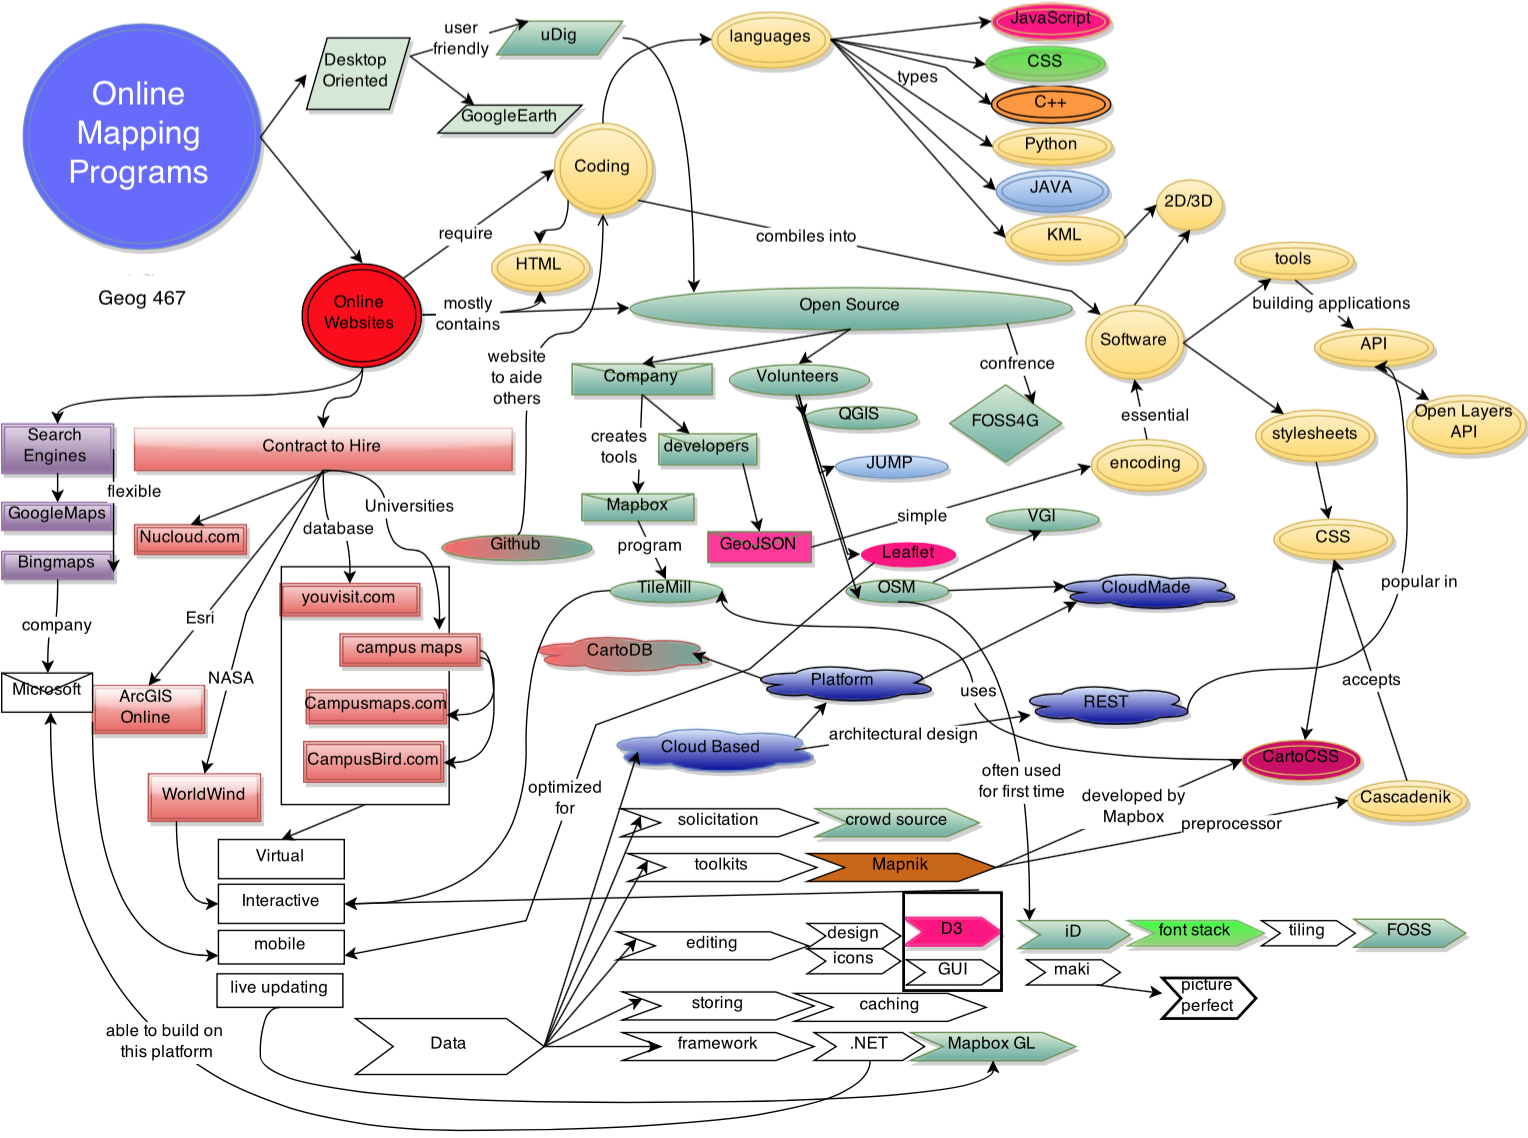 Online
Mapping
Programs
Geog 467
Desktop
Oriented
user
friendly
uDig
GoogleEarth
languages
types
JavaScript
CSS
C++
Python
JAVA
KML
2D/3D
Coding
require
HTML
combiles into
Online
Websites
mostly
contains
Open Source
website
to aide
others
Software
tools
building applications
API
Open Layers
API
stylesheets
essential
encoding
CSS
popular in
Company
Volunteers
confrence
FOSS4G
QGIS
JUMP
creates
tools
developers
Mapbox
GeoJSON
simple
VGI
Leaflet
OSM
CloudMade
program
TileMill
Github
Search
Engines
flexible
GoogleMaps
Bingmaps
company
Microsoft
Contract to Hire
Nucloud.com
database
Universities
Esri
NASA
youvisit.com
campus maps
Campusmaps.com
CampusBird.com
ArcGIS
Online
WorldWind
CartoDB
Platform
Cloud Based
architectural design
REST
uses
accepts
CartoCSS
Cascadenik
optimized
for
often used
for first time
developed by
Mapbox
preprocessor
Virtual
Interactive
mobile
live updating
able to build on
this platform
Data
solicitation
crowd source
toolkits
Mapnik
editing
design
icons
D3
GUI
iD
font stack
tiling
FOSS
maki
picture
perfect
storing
caching
framework
.NET
Mapbox GL